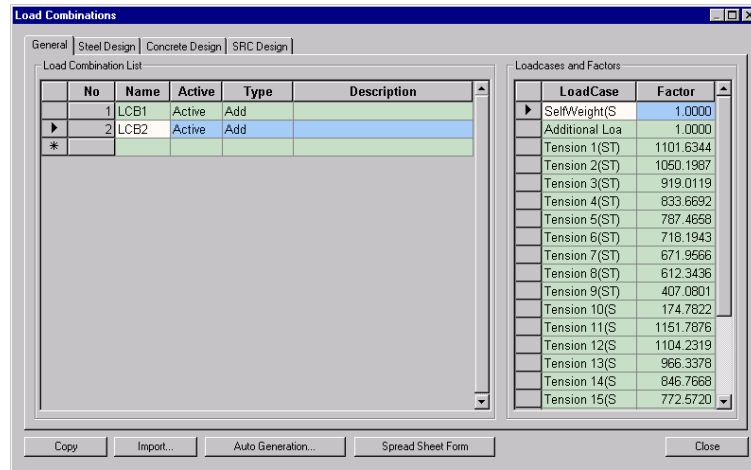 Load Combinations
General Steel Design Concrete Design SRC Design
Load Combination List
No Name Active Type Description
1 LCB1 Active Add
2 LCB2 Active Add
*
Loadcases and Factors
LoadCase Factor
SelfWeight(S 1.0000
Additional Loa 1.0000
Tension 1(ST) 1101.6344
Tension 2(ST) 1050.1987
Tension 3(ST) 919.0119
Tension 4(ST) 833.6692
Tension 5(ST) 787.4658
Tension 6(ST) 718.1943
Tension 7(ST) 671.9566
Tension 8(ST) 612.3436
Tension 9(ST) 407.0801
Tension 10(S 174.7822
Tension 11(S 1151.7876
Tension 12(S 1104.2319
Tension 13(S 966.3378
Tension 14(S 846.7668
Tension 15(S 772.5720
Copy Import... Auto Generation... Spread Sheet Form Close